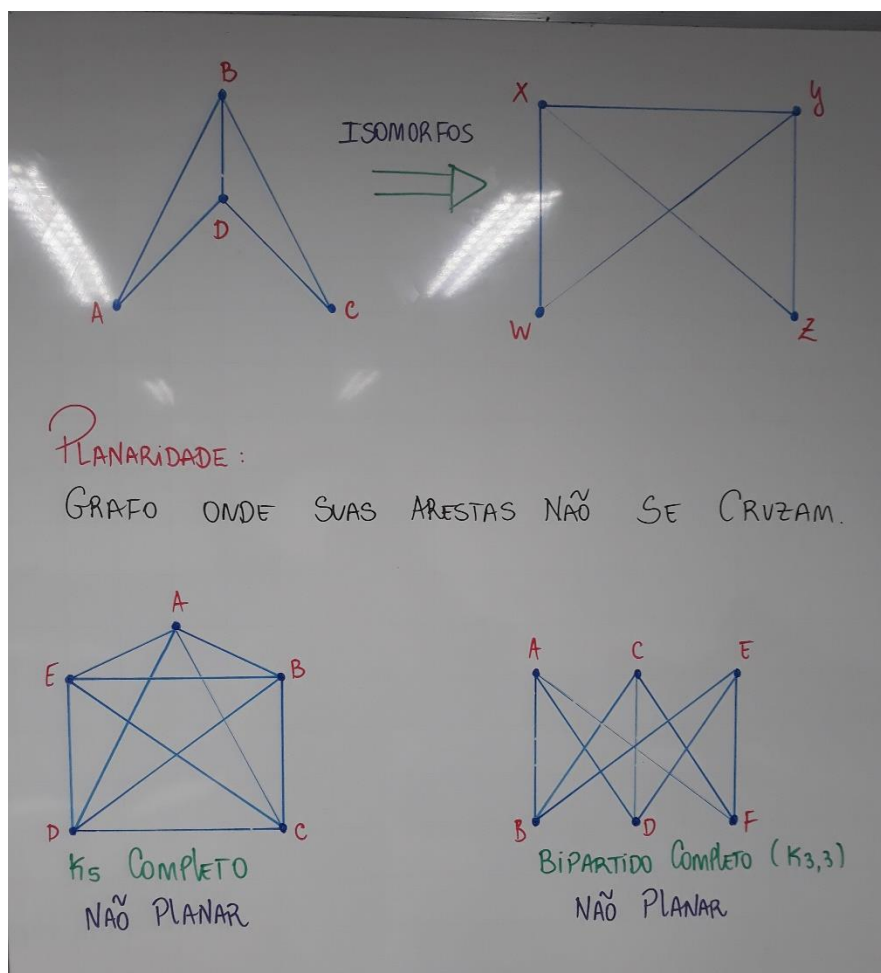 B
X
Y
ISOMORFOS
D
A
C
W
Z
PLANARIDADE:
GRAFO ONDE SUAS ARESTAS NÃO SE CRUZAM.
A
E
B
D
C
K5 COMPLETO
NÃO PLANAR
A C E
B D F
BIPARTIDO COMPLETO (K3,3)
NÃO PLANAR